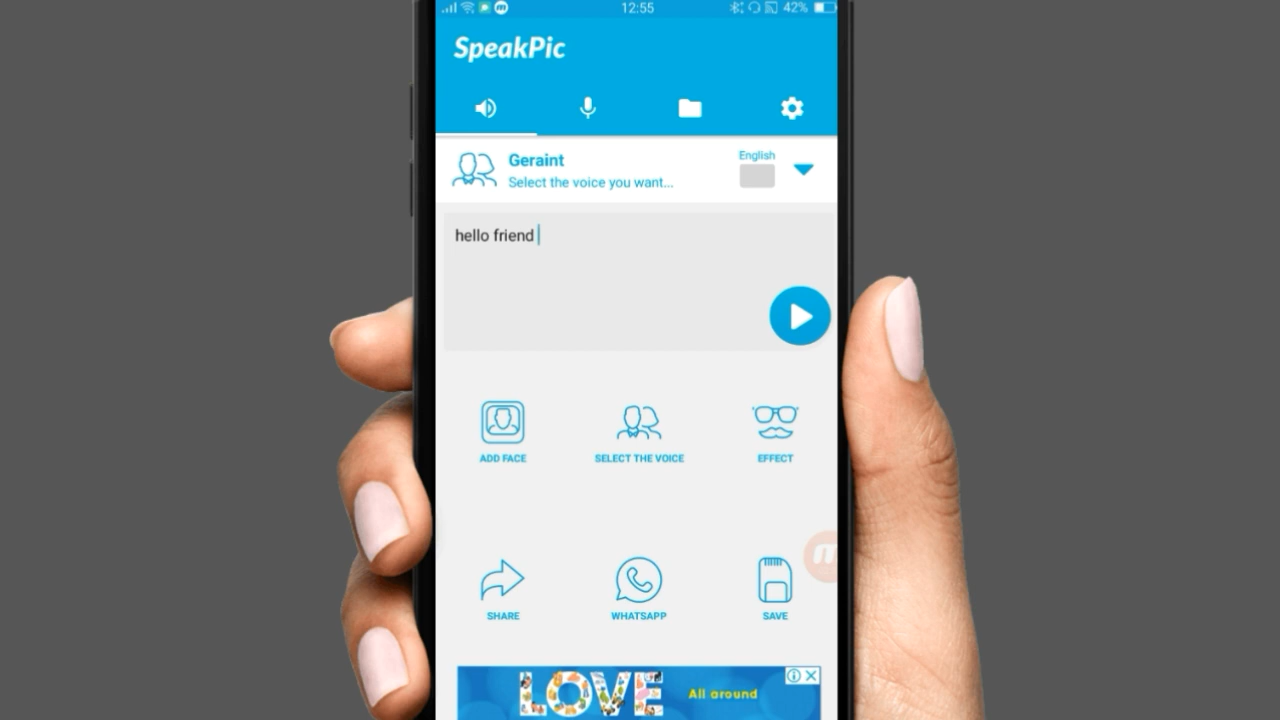 12:55
42%
SpeakPic
Geraint
Select the voice you want...
English
hello friend
ADD FACE
SELECT THE VOICE
EFFECT
SHARE
WHATSAPP
SAVE
LOVE All around